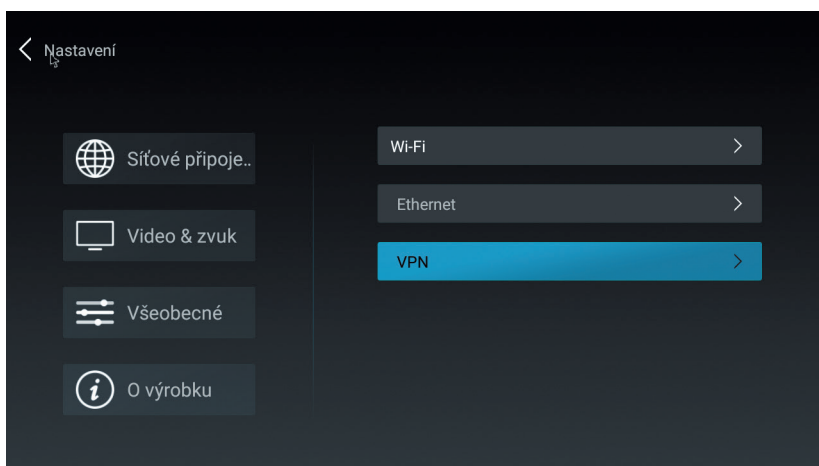 Nastavení
Síťové připoje..
Video & zvuk
Všeobecné
O výrobku
Wi-Fi
Ethernet
VPN